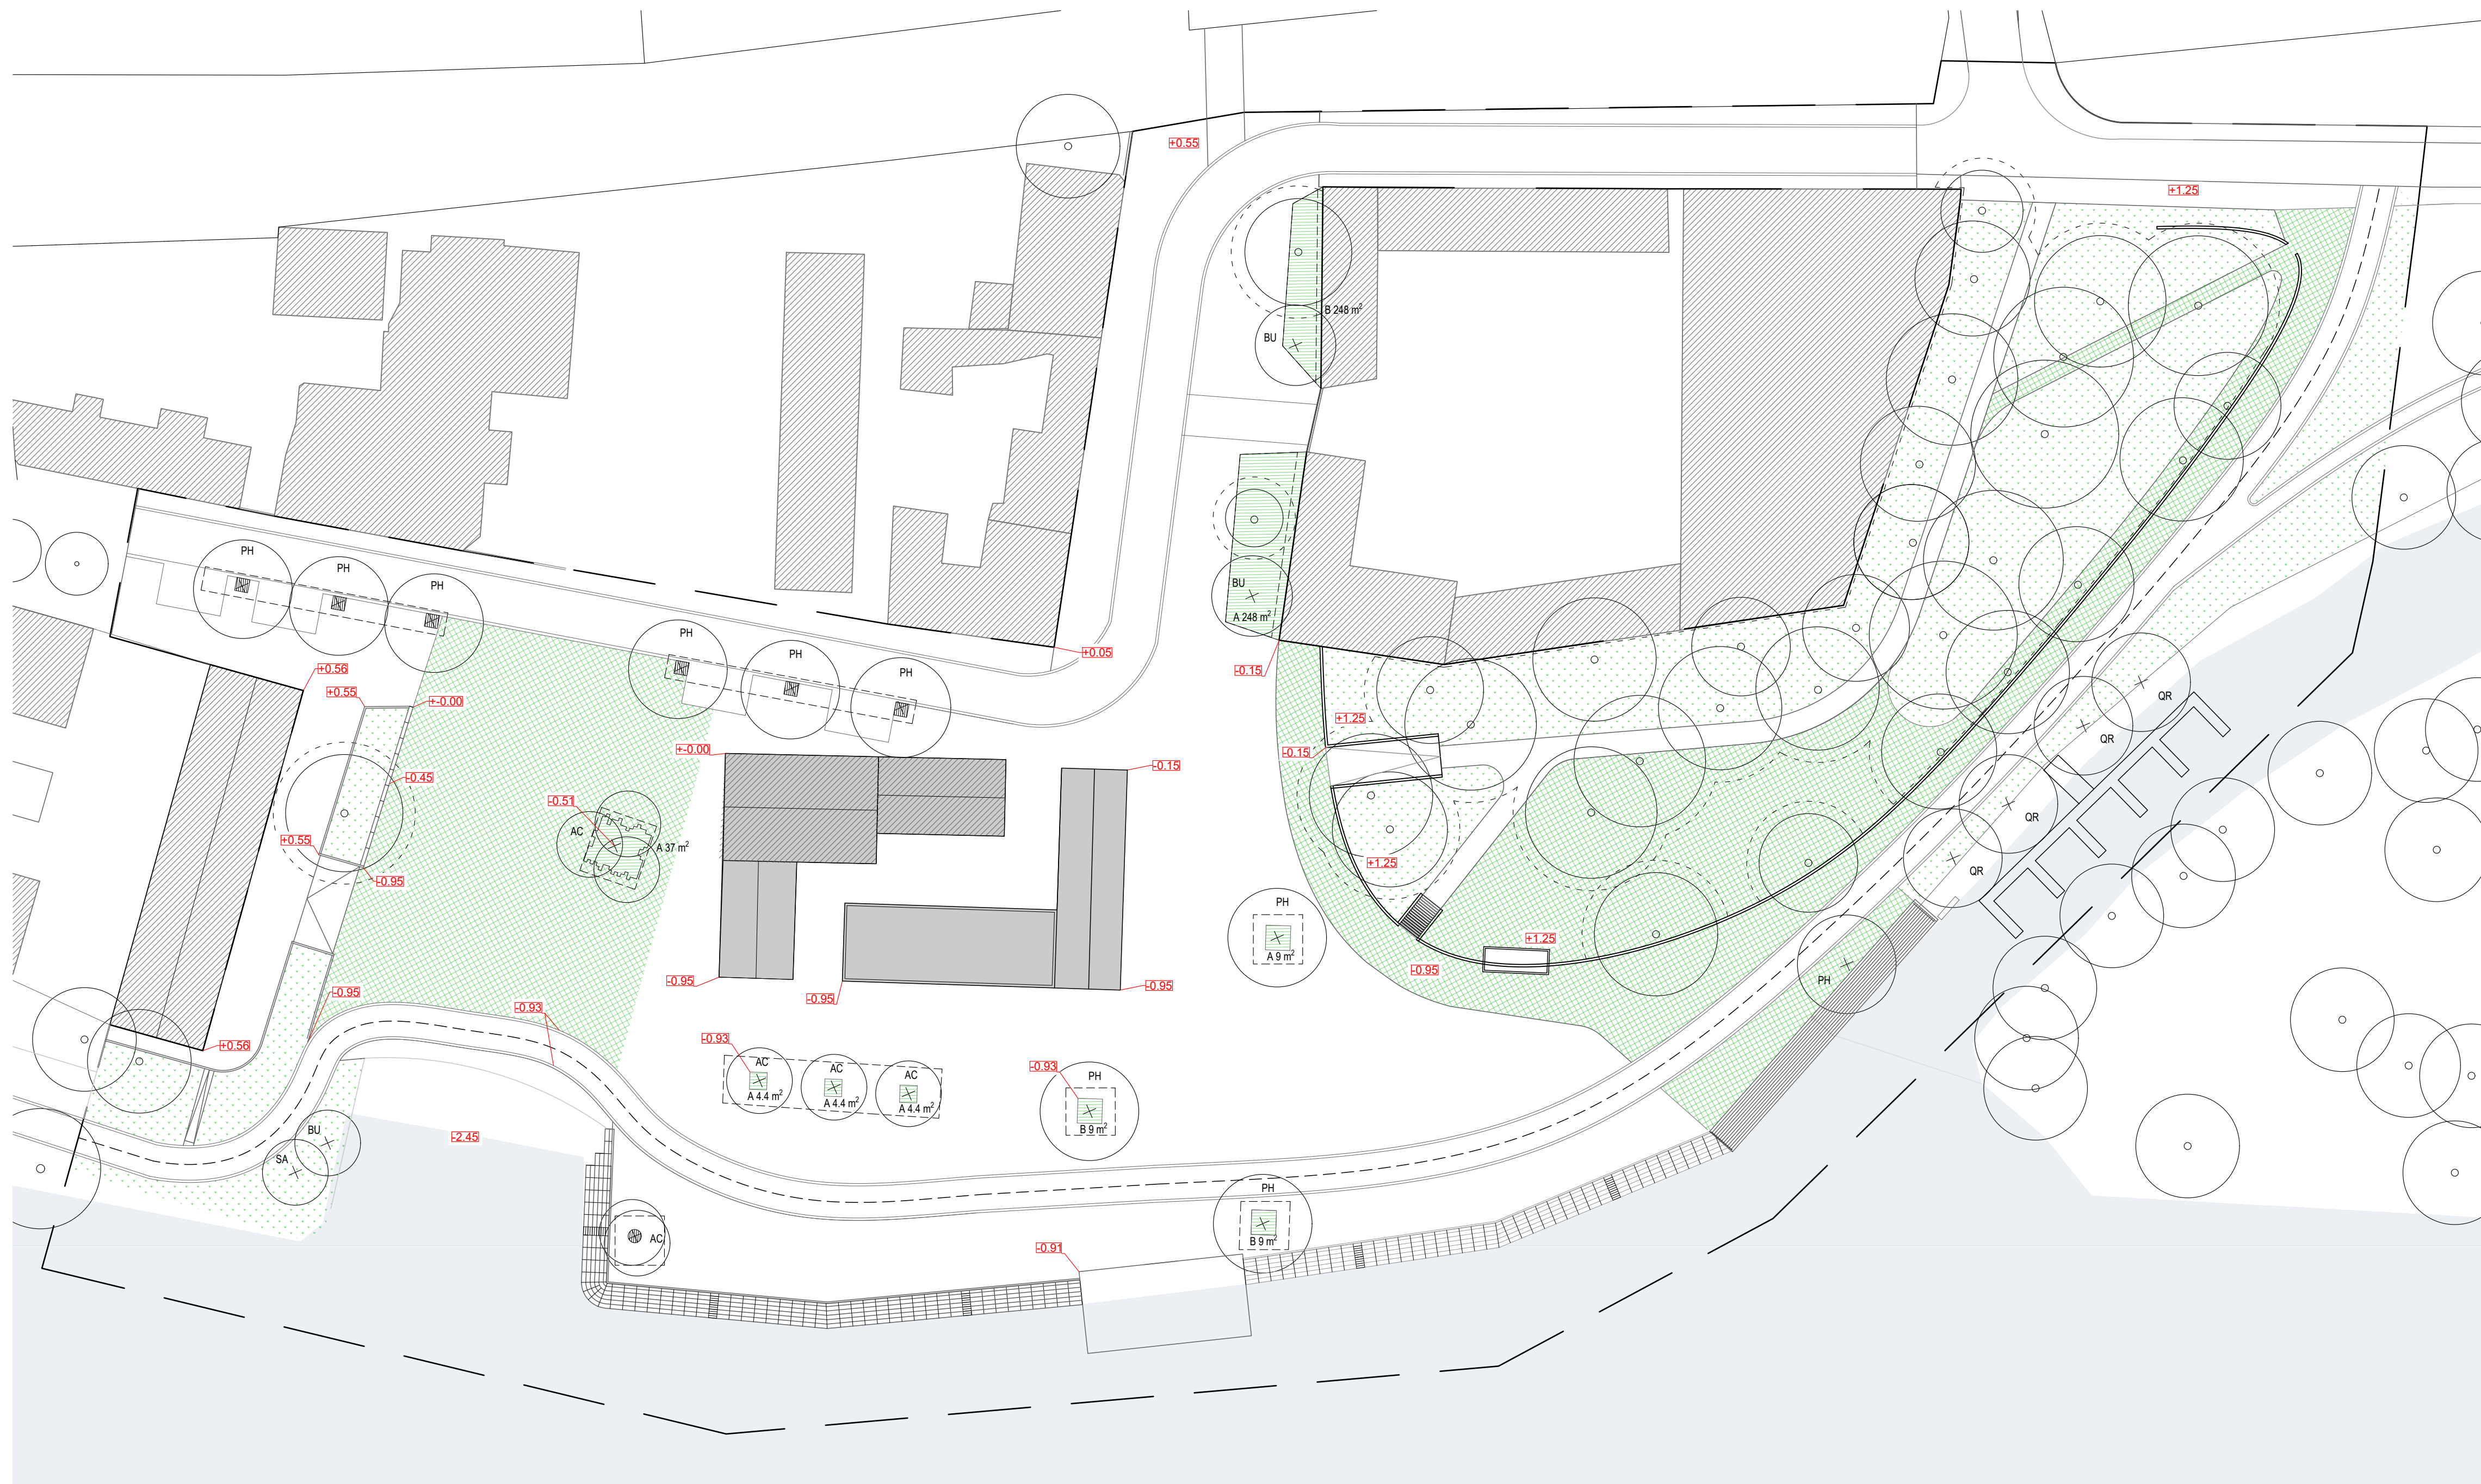 +0.55
+1.25
B 248 m²
BU
PH
PH
PH
BU
A 248 m²
PH
PH
PH
+0.05
-0.15
+0.56
+0.55
+-0.00
QR
+1.25
QR
+-0.00
-0.15
-0.15
-0.45
-0.51
AC
A 37 m²
QR
+0.55
+1.25
QR
-0.95
PH
+1.25
A 9 m²
-0.95
-0.95
-0.95
PH
-0.95
-0.95
-0.93
+0.56
-0.93
AC
AC
AC
-0.93
PH
A 4.4 m²
A 4.4 m²
A 4.4 m²
BU
-2.45
B 9 m²
SA
PH
AC
B 9 m²
-0.91